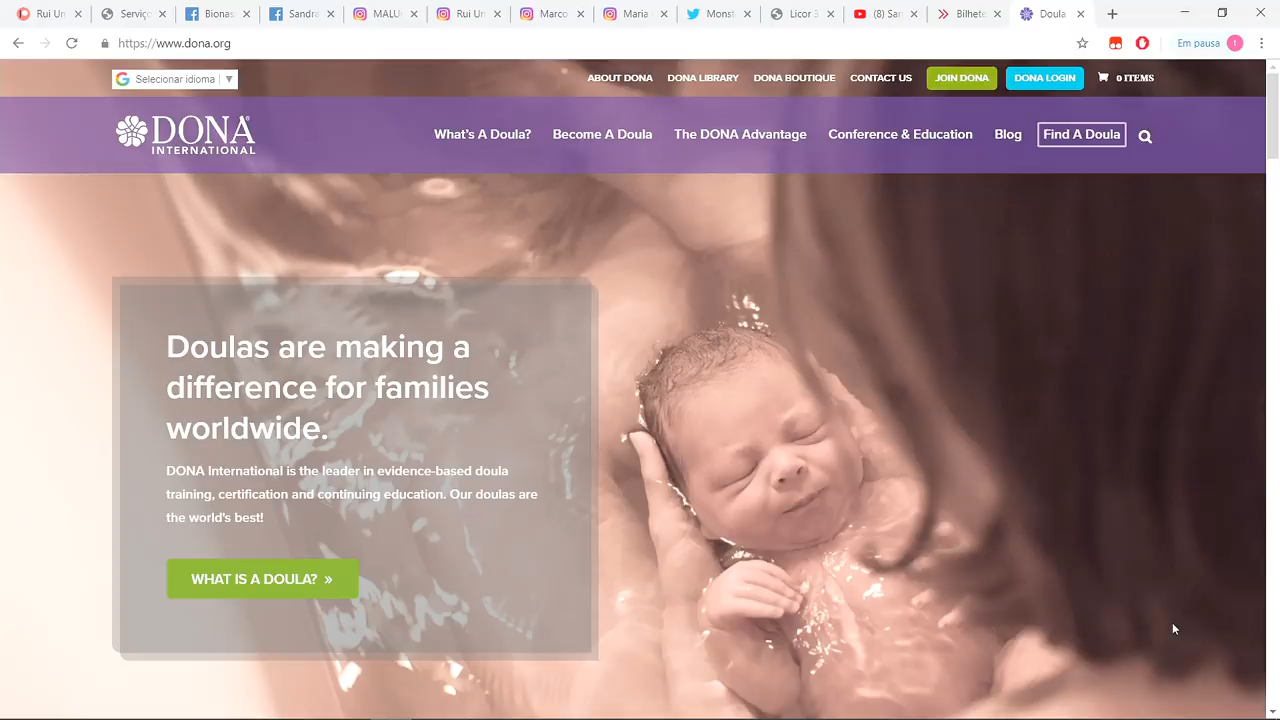 Rui Un
Serviço
Bionas
Sandra
MALU
Rui Un
Marco
Maria
Monst
Licor 3
(8) San
Bilhete
Doula
https://www.dona.org
Em pausa
Selecionar idioma
ABOUT DONA DONA LIBRARY DONA BOUTIQUE CONTACT US JOIN DONA DONA LOGIN 0 ITEMS
DONA
INTERNATIONAL
What's A Doula? Become A Doula The DONA Advantage Conference & Education Blog Find A Doula
Doulas are making a
difference for families
worldwide.
DONA International is the leader in evidence-based doula
training, certification and continuing education. Our doulas are
the world's best!
WHAT IS A DOULA? »